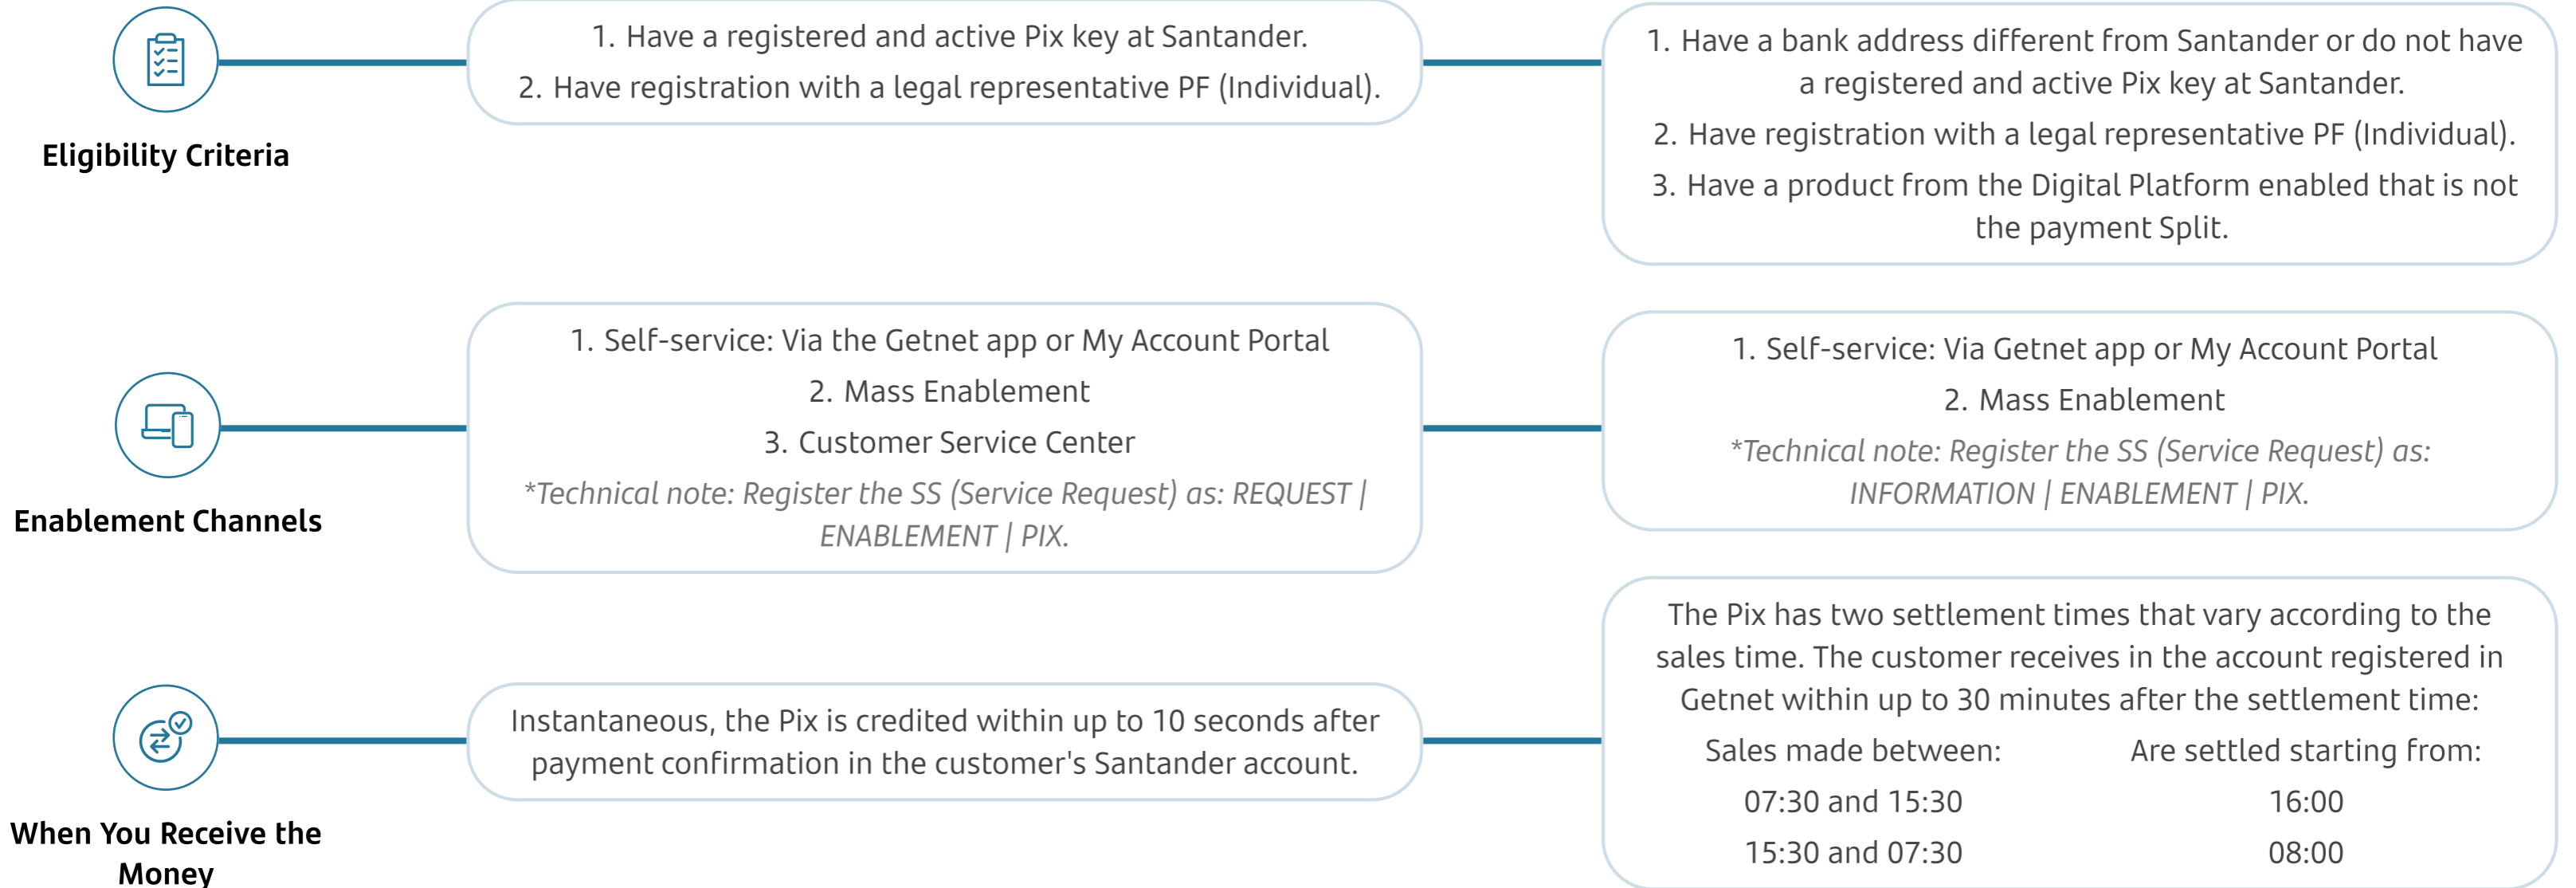 Eligibility Criteria
1. Have a registered and active Pix key at Santander.
2. Have registration with a legal representative PF (Individual).
1. Have a bank address different from Santander or do not have
a registered and active Pix key at Santander.
2. Have registration with a legal representative PF (Individual).
3. Have a product from the Digital Platform enabled that is not
the payment Split.
Enablement Channels
1. Self-service: Via the Getnet app or My Account Portal
2. Mass Enablement
3. Customer Service Center
*Technical note: Register the SS (Service Request) as: REQUEST |
ENABLEMENT | PIX.
1. Self-service: Via Getnet app or My Account Portal
2. Mass Enablement
*Technical note: Register the SS (Service Request) as:
INFORMATION | ENABLEMENT | PIX.
When You Receive the
Money
Instantaneous, the Pix is credited within up to 10 seconds after
payment confirmation in the customer's Santander account.
The Pix has two settlement times that vary according to the
sales time. The customer receives in the account registered in
Getnet within up to 30 minutes after the settlement time:
Sales made between: Are settled starting from:
07:30 and 15:30 16:00
15:30 and 07:30 08:00